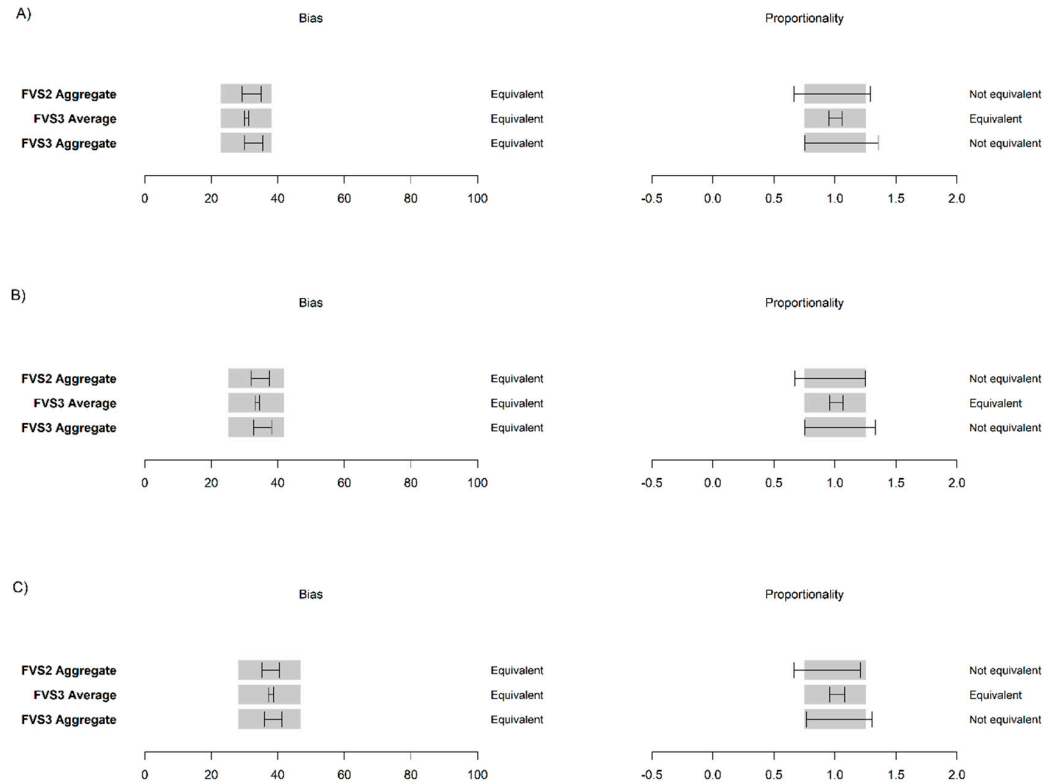 A)
Bias Proportionality
FVS2 Aggregate Equivalent Not equivalent
FVS3 Average Equivalent Equivalent
FVS3 Aggregate Equivalent Not equivalent
0 20 40 60 80 100 -0.5 0.0 0.5 1.0 1.5 2.0
B)
Bias Proportionality
FVS2 Aggregate Equivalent Not equivalent
FVS3 Average Equivalent Equivalent
FVS3 Aggregate Equivalent Not equivalent
0 20 40 60 80 100 -0.5 0.0 0.5 1.0 1.5 2.0
C)
Bias Proportionality
FVS2 Aggregate Equivalent Not equivalent
FVS3 Average Equivalent Equivalent
FVS3 Aggregate Equivalent Not equivalent
0 20 40 60 80 100 -0.5 0.0 0.5 1.0 1.5 2.0